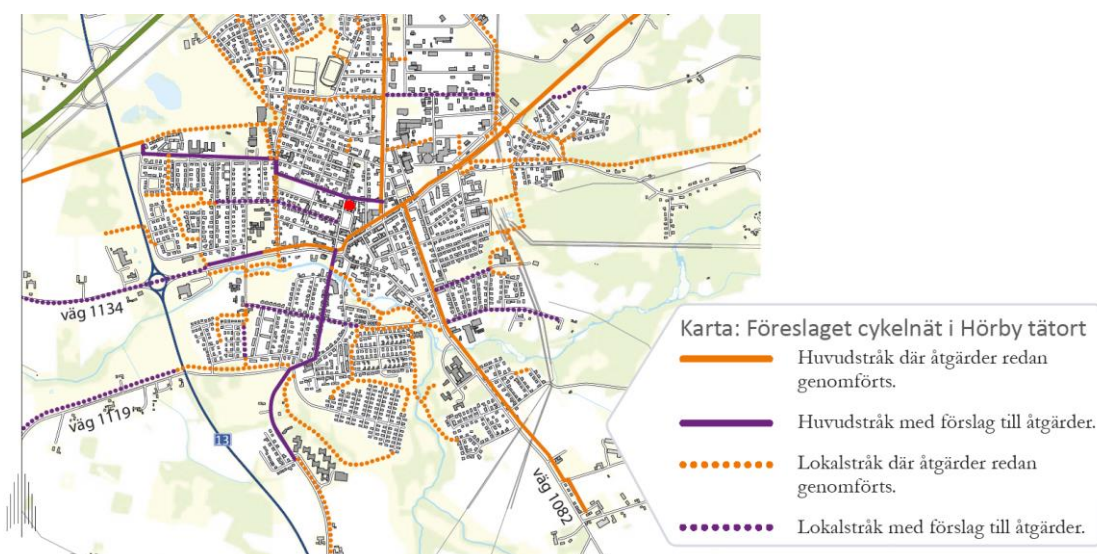 väg 1134
väg 1119
13
väg 1082
Karta: Föreslaget cykelnät i Hörby tätort
Huvudstråk där åtgärder redan
genomförts.
Huvudstråk med förslag till åtgärder.
Lokalstråk där åtgärder redan
genomförts.
Lokalstråk med förslag till åtgärder.